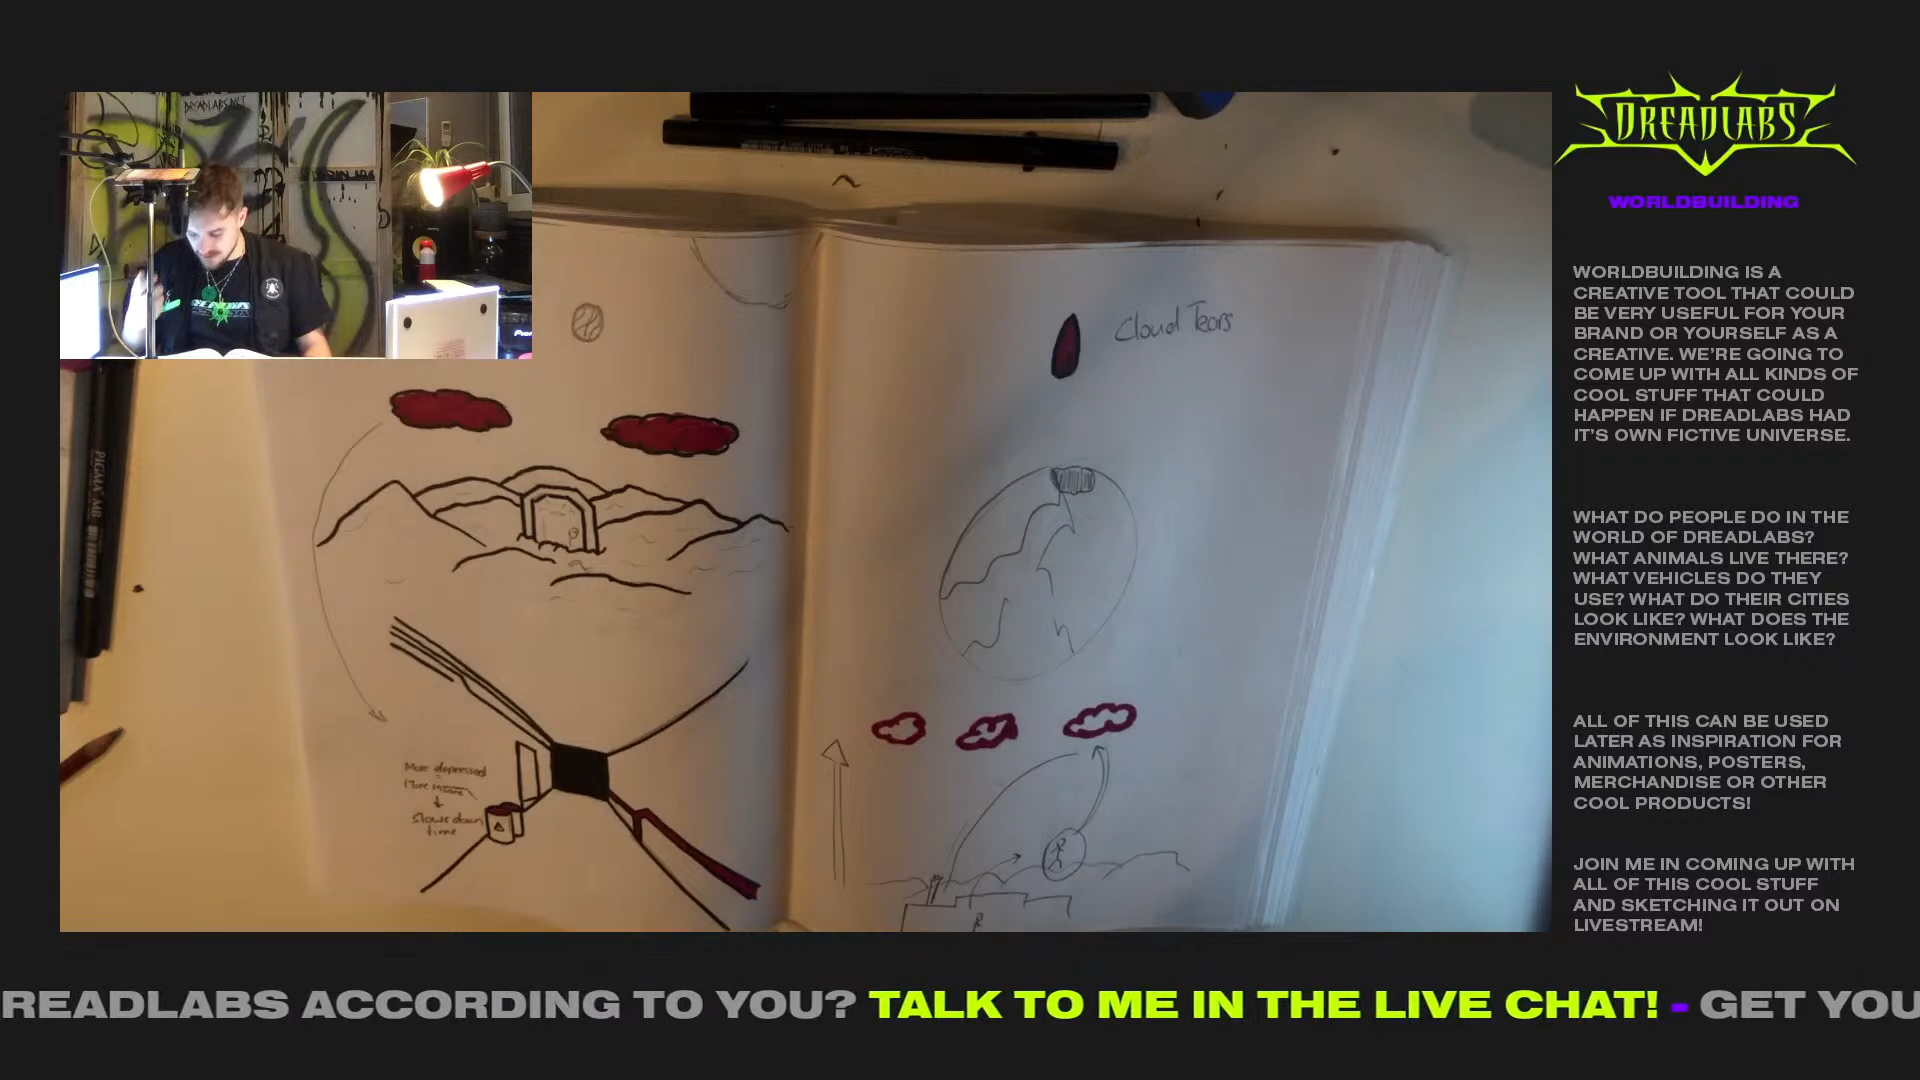 DREADLABS
WORLDBUILDING
WORLDBUILDING IS A
CREATIVE TOOL THAT COULD
BE VERY USEFUL FOR YOUR
BRAND OR YOURSELF AS A
CREATIVE. WE'RE GOING TO
COME UP WITH ALL KINDS OF
COOL STUFF THAT COULD
HAPPEN IF DREADLABS HAD
IT'S OWN FICTIVE UNIVERSE.
WHAT DO PEOPLE DO IN THE
WORLD OF DREADLABS?
WHAT ANIMALS LIVE THERE?
WHAT VEHICLES DO THEY
USE? WHAT DO THEIR CITIES
LOOK LIKE? WHAT DOES THE
ENVIRONMENT LOOK LIKE?
ALL OF THIS CAN BE USED
LATER AS INSPIRATION FOR
ANIMATIONS, POSTERS,
MERCHANDISE OR OTHER
COOL PRODUCTS!
JOIN ME IN COMING UP WITH
ALL OF THIS COOL STUFF
AND SKETCHING IT OUT ON
LIVESTREAM!
DREADLABS.NET
Cloud Tears
More depressed
More insane
Slows down
time
PIGMA MB
READLABS ACCORDING TO YOU? TALK TO ME IN THE LIVE CHAT! - GET YOU